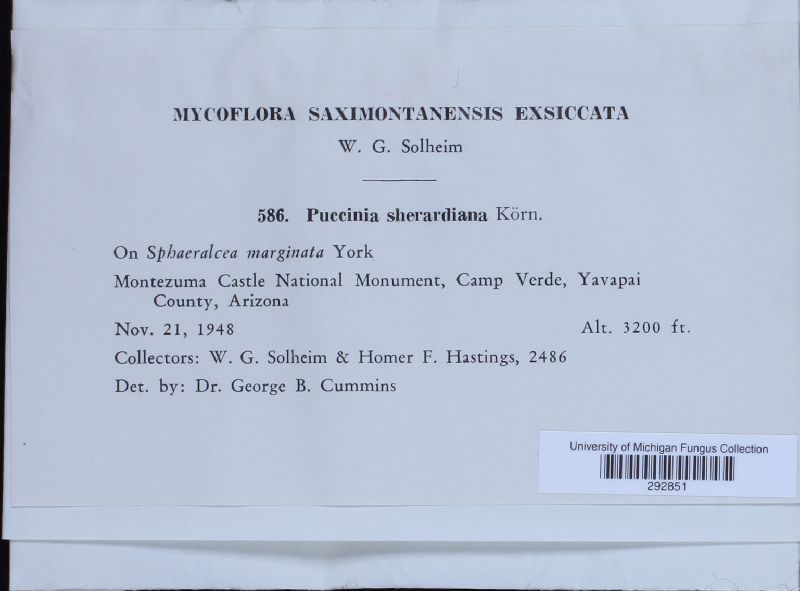 MYCOFLORA SAXIMONTANENSIS EXSICCATA
W. G. Solheim
586. Puccinia sherardiana Körn.
On Sphaeralcea marginata York
Montezuma Castle National Monument, Camp Verde, Yavapai
County, Arizona
Nov. 21, 1948 Alt. 3200 ft.
Collectors: W. G. Solheim & Homer F. Hastings, 2486
Det. by: Dr. George B. Cummins
University of Michigan Fungus Collection
292851